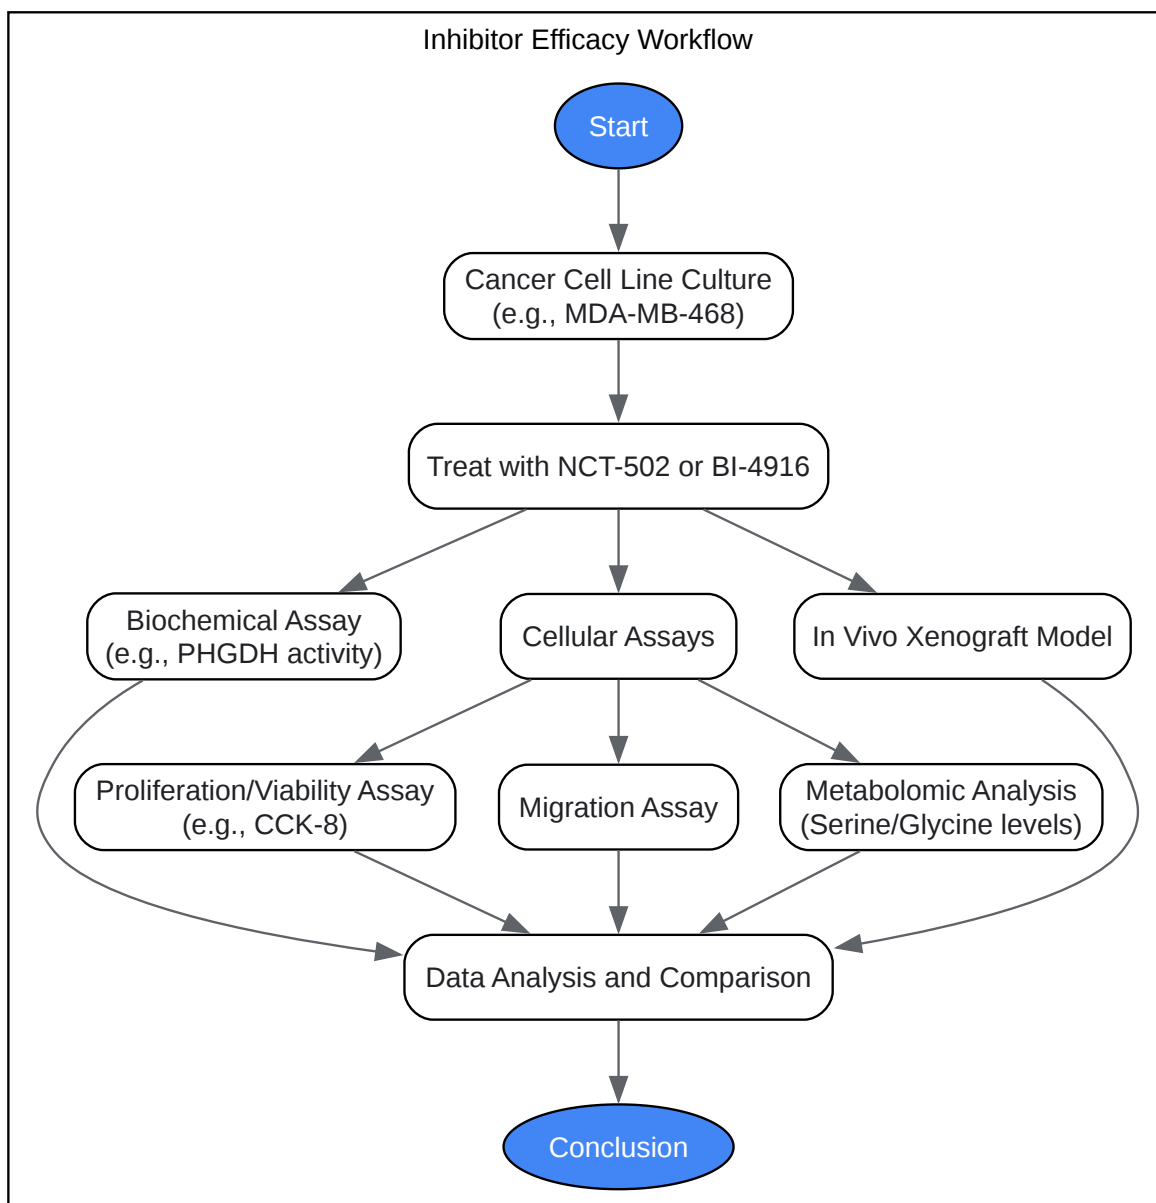 Inhibitor Efficacy Workflow
Start
Cancer Cell Line Culture
(e.g., MDA-MB-468)
Treat with NCT-502 or BI-4916
Biochemical Assay
(e.g., PHGDH activity)
Cellular Assays
In Vivo Xenograft Model
Proliferation/Viability Assay
(e.g., CCK-8)
Migration Assay
Metabolomic Analysis
(Serine/Glycine levels)
Data Analysis and Comparison
Conclusion